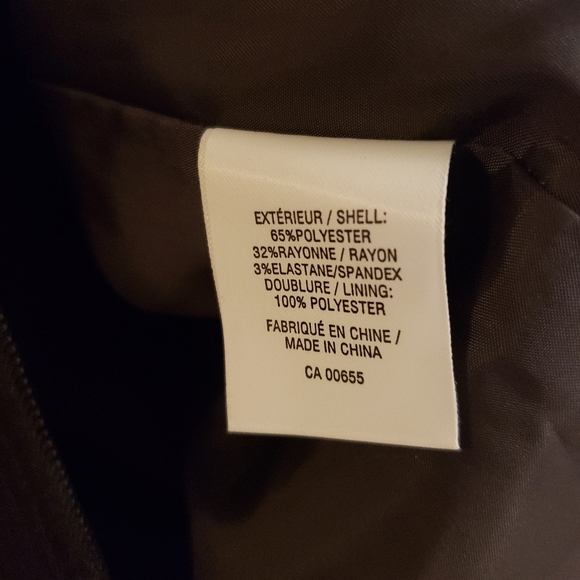 EXTÉRIEUR / SHELL:
65%POLYESTER
32%RAYONNE / RAYON
3%ELASTANE/SPANDEX
DOUBLURE / LINING:
100% POLYESTER
FABRIQUÉ EN CHINE /
MADE IN CHINA
CA 00655